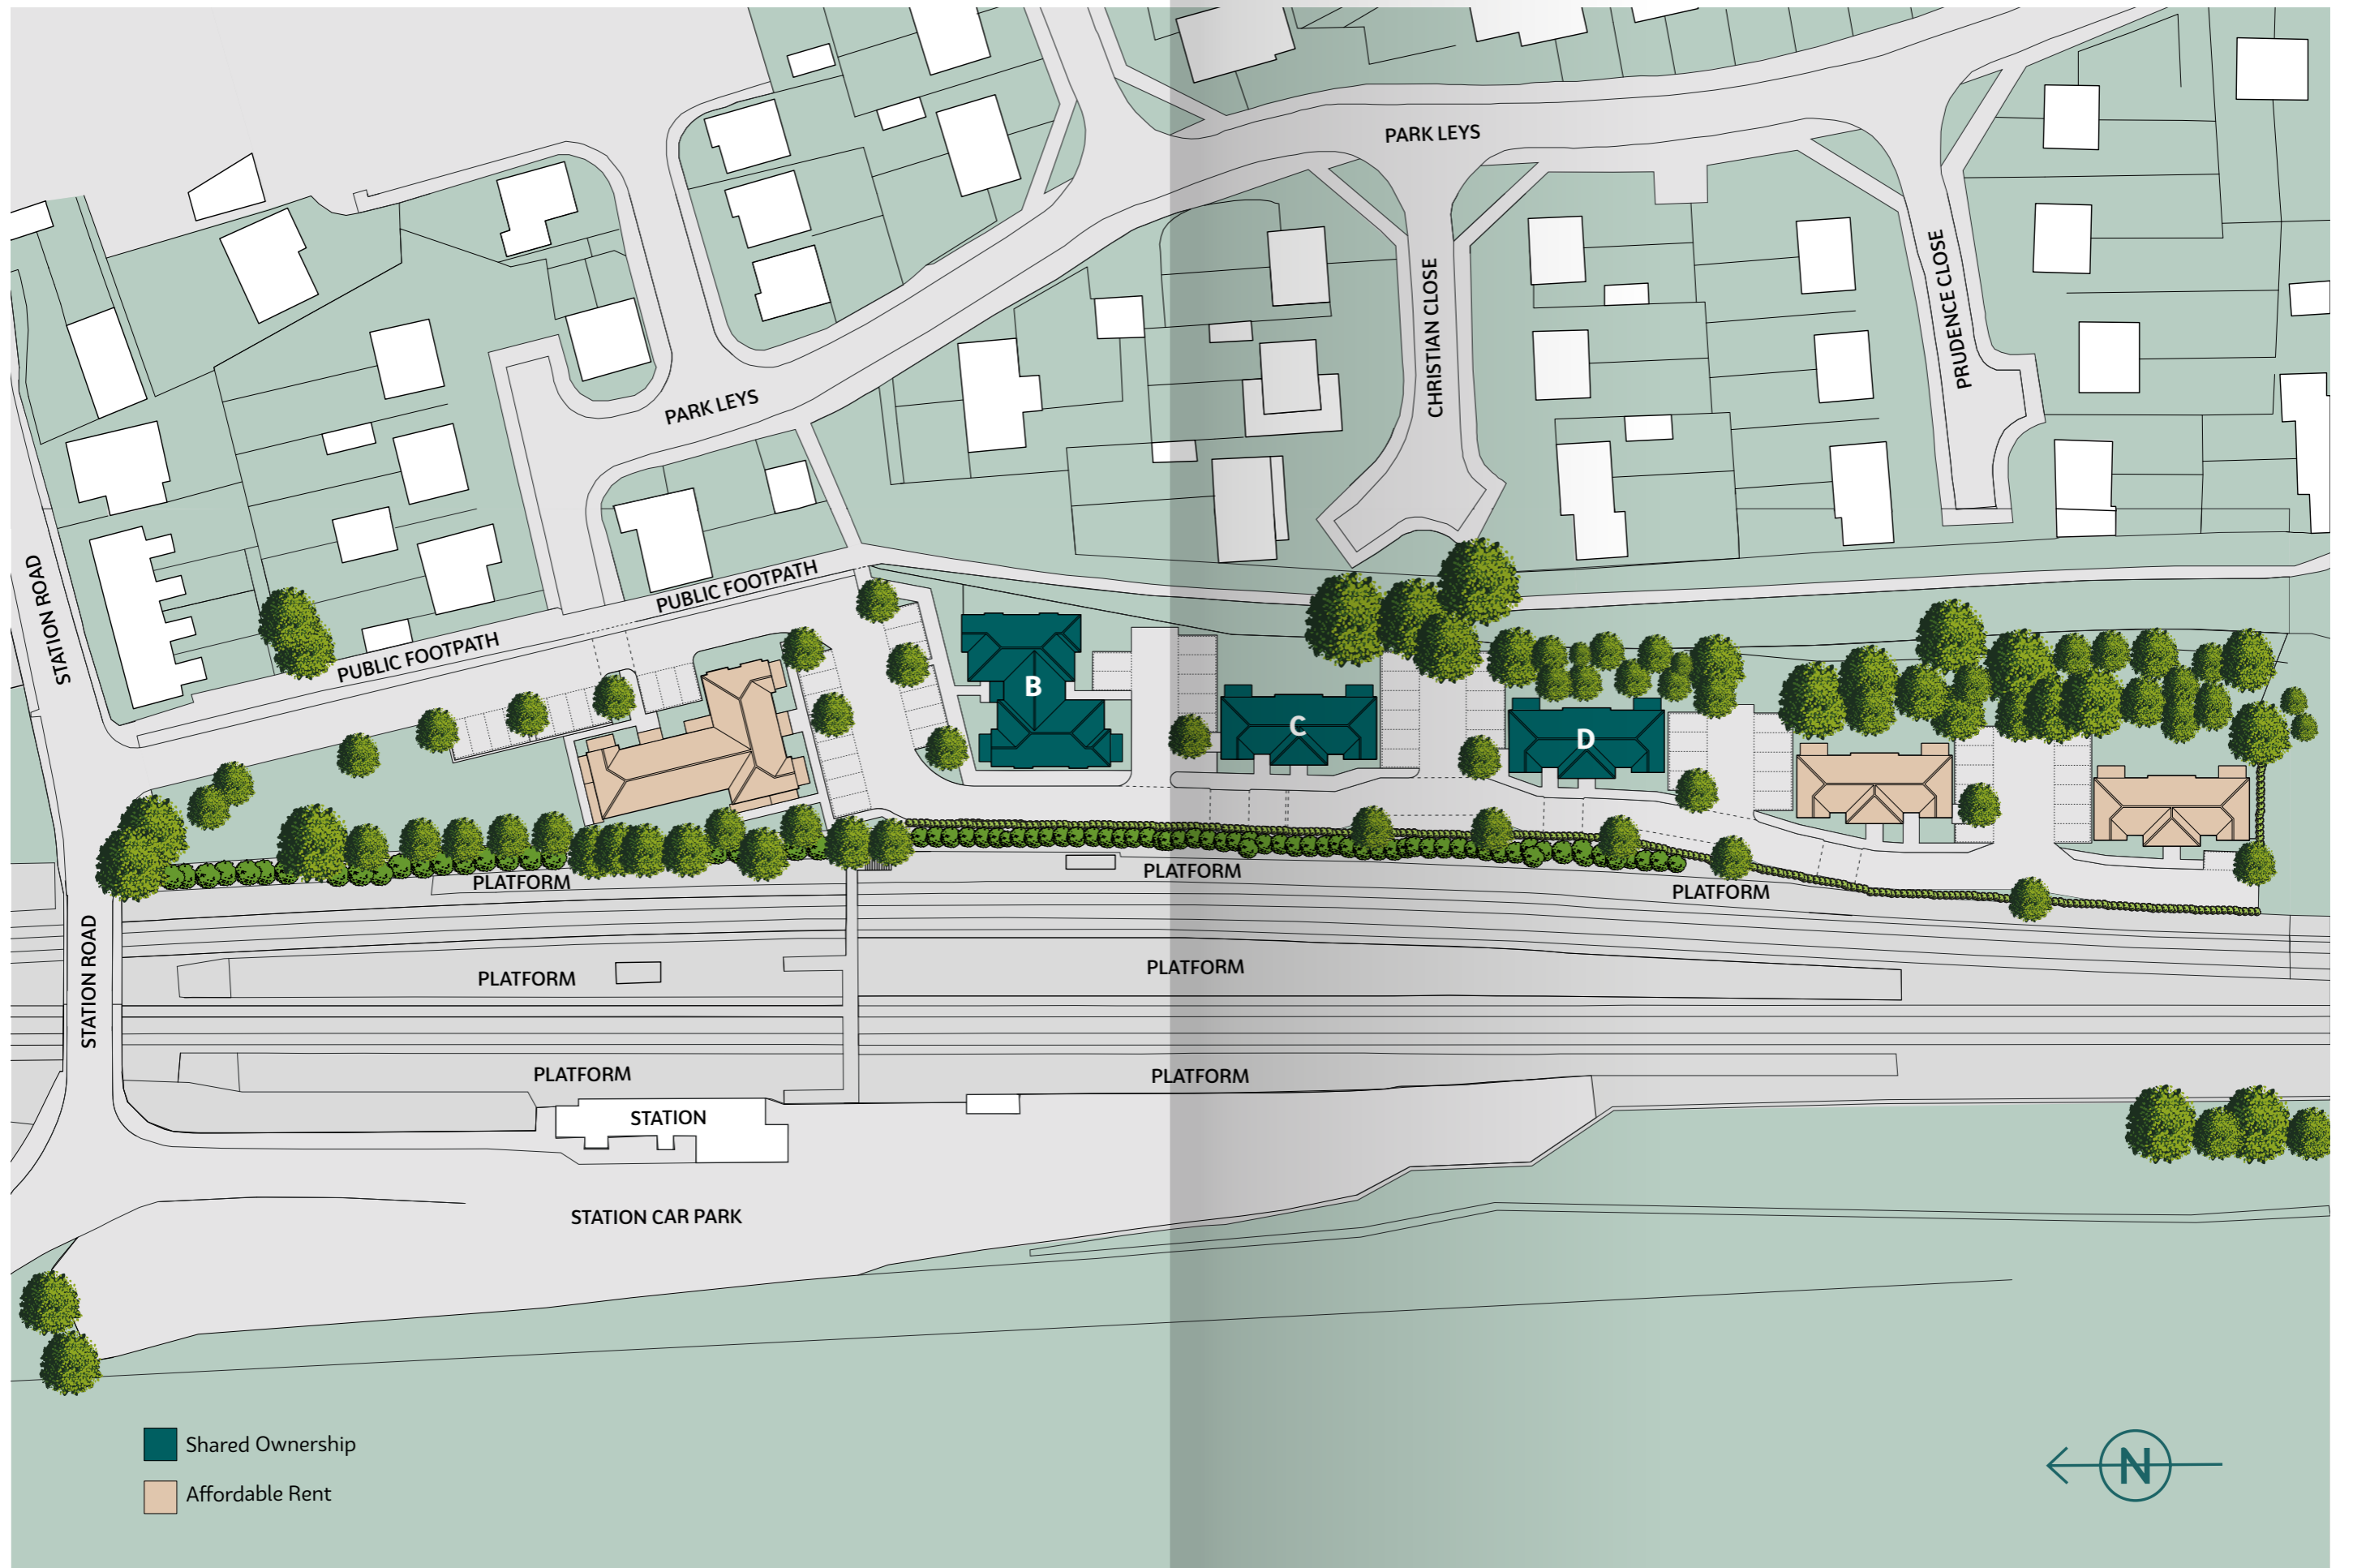 PARK LEYS
PARK LEYS
CHRISTIAN CLOSE
PRUDENCE CLOSE
STATION ROAD
PUBLIC FOOTPATH
PUBLIC FOOTPATH
B
C
D
PLATFORM
PLATFORM
PLATFORM
STATION ROAD
PLATFORM
PLATFORM
PLATFORM
PLATFORM
STATION
STATION CAR PARK
Shared Ownership
Affordable Rent
N